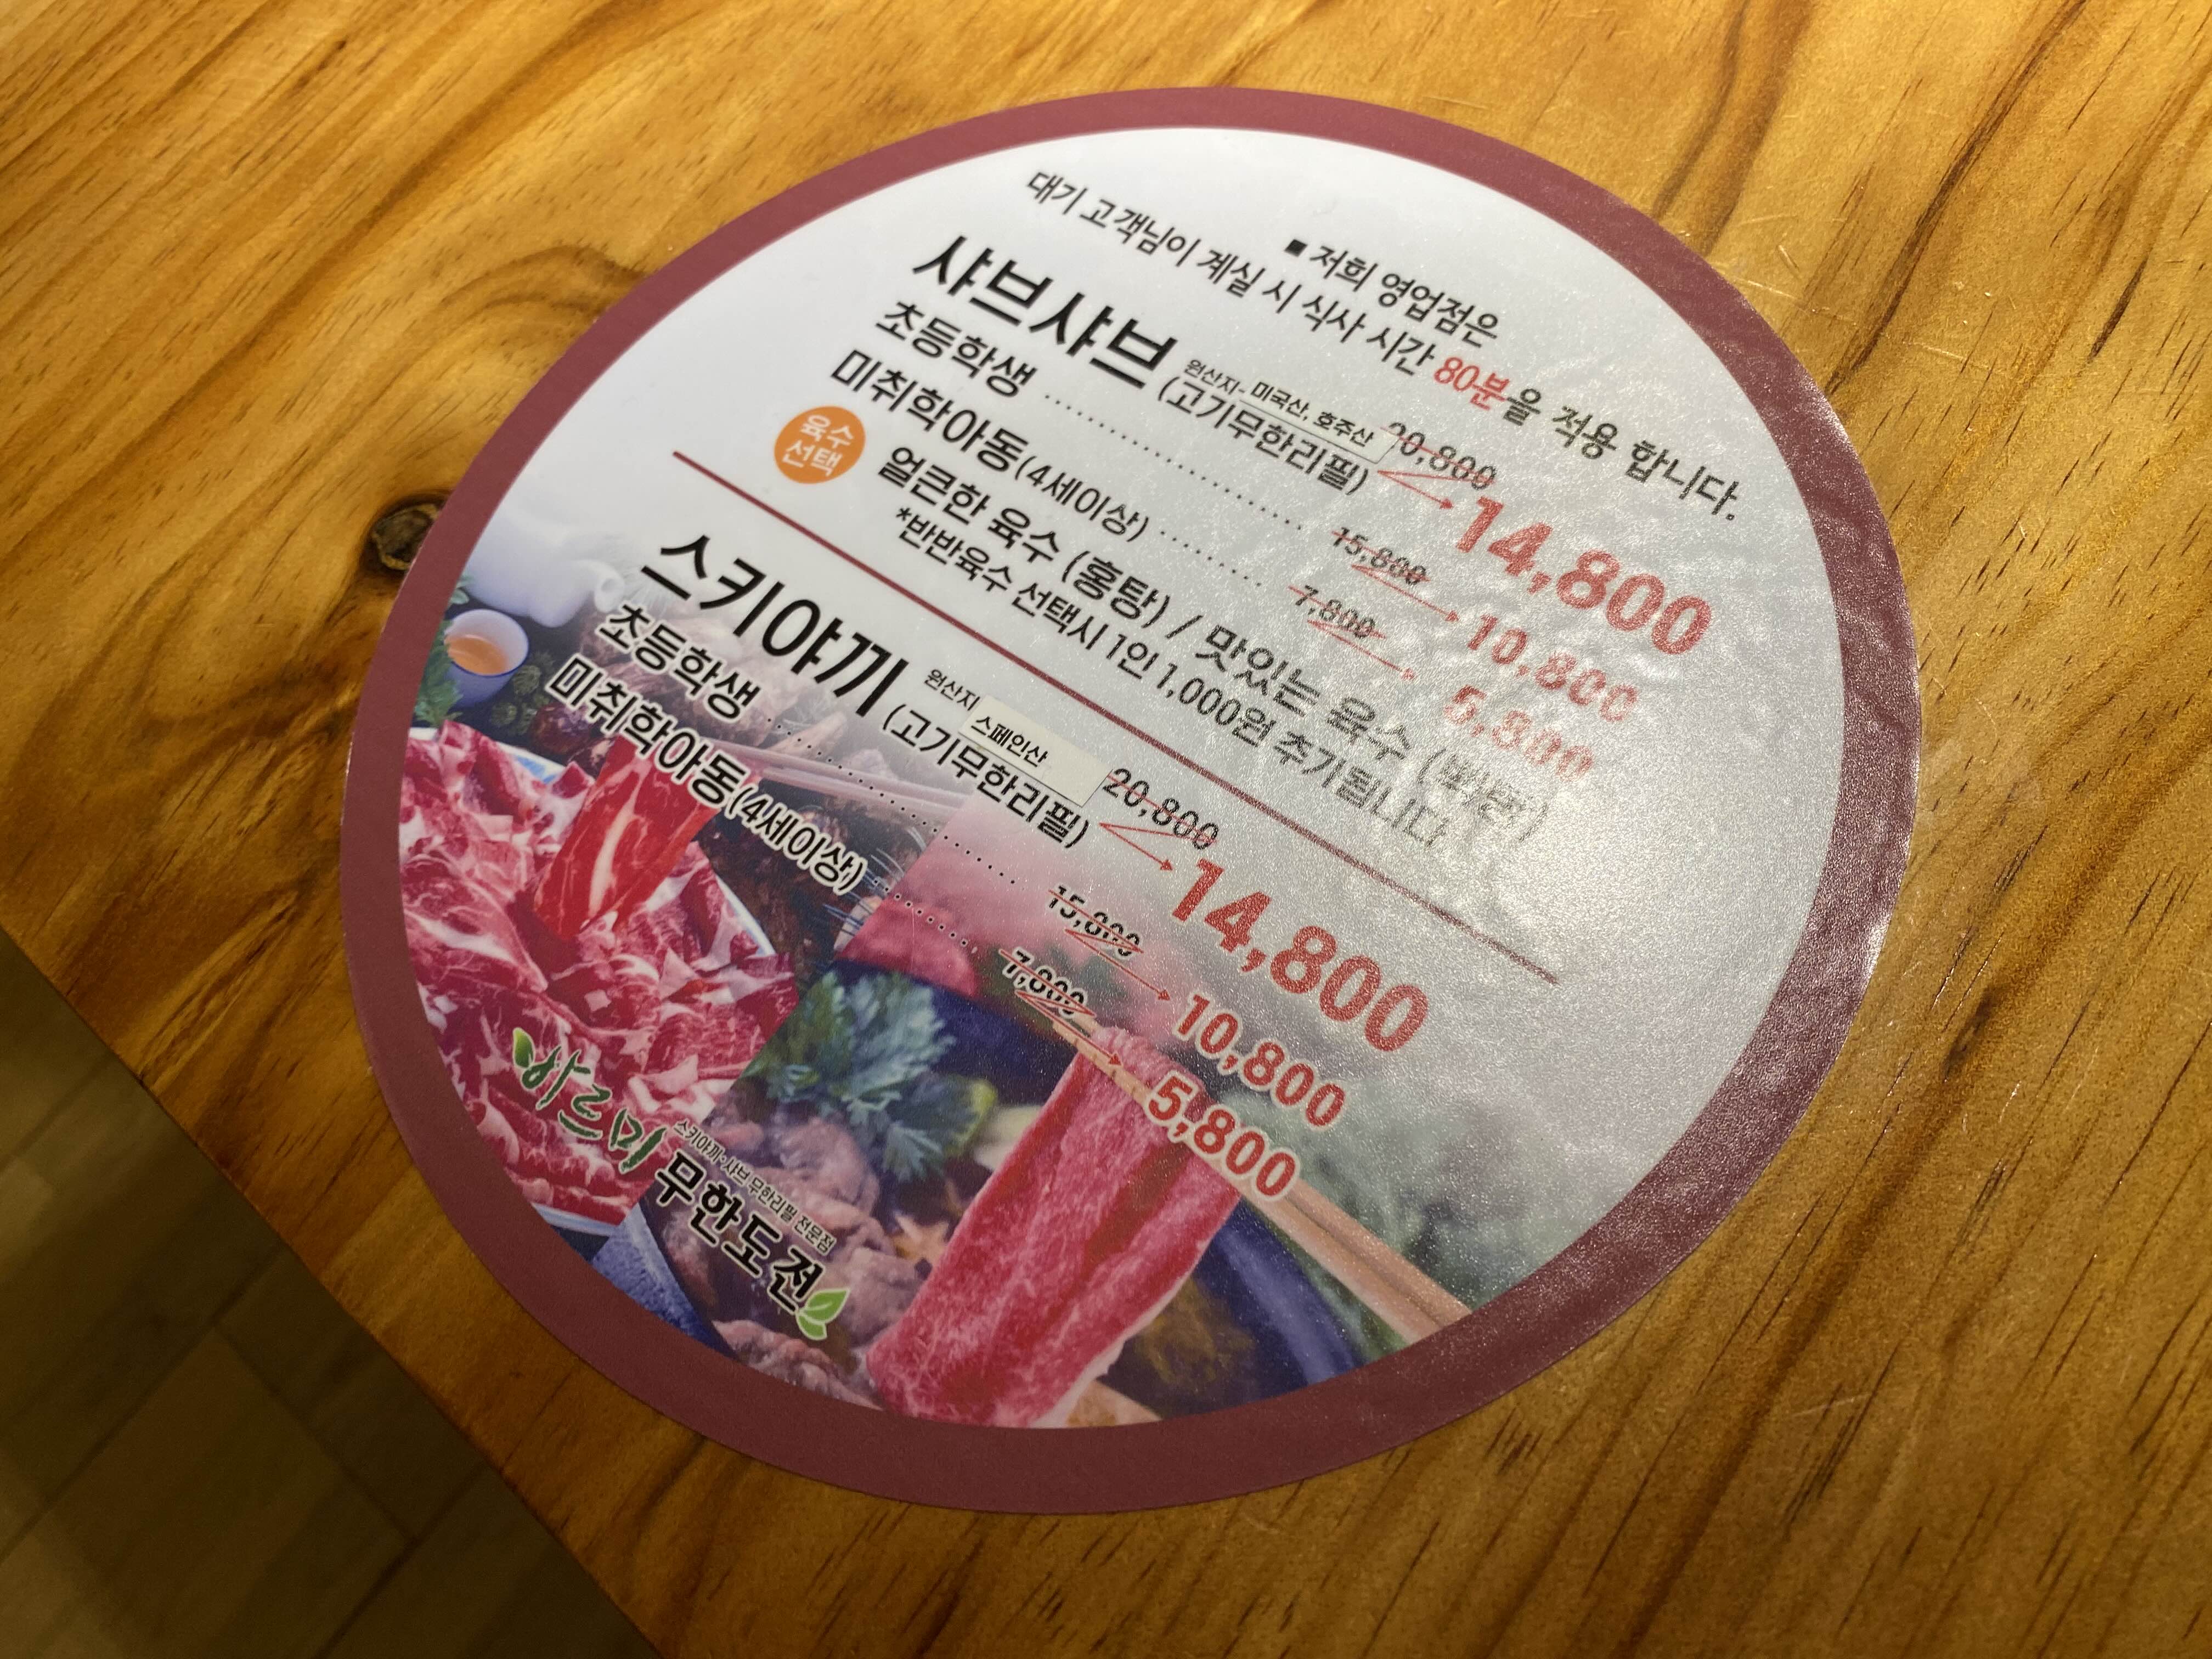 ■ 저희 영업점은
대기 고객님이 계실 시 식사 시간 80분을 적용 합니다.
샤브샤브 원산지- 미국산, 호주산 (고기무한리필) 20,800 14,800
초등학생 15,800 10,800
미취학아동(4세이상) 7,800 5,800
육수 선택
얼큰한 육수 (홍탕) / 맛있는 육수
*반반육수 선택시 1인 1,000원 추가됩니다
스키야끼 원산지 스페인산 (고기무한리필) 20,800 14,800
초등학생 15,800 10,800
미취학아동(4세이상) 7,800 5,800
바르미 스키야끼·샤브 무한리필 전문점
무한도전